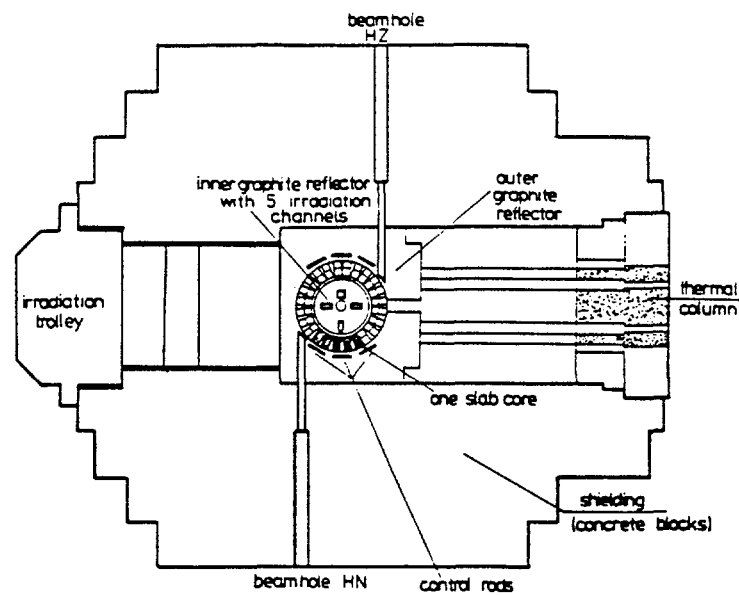 beamhole
HZ
inner graphite reflector
with 5 irradiation
channels
outer
graphite
reflector
irradiation
trolley
thermal
column
one slab core
shielding
(concrete blocks)
beamhole HN
control rods